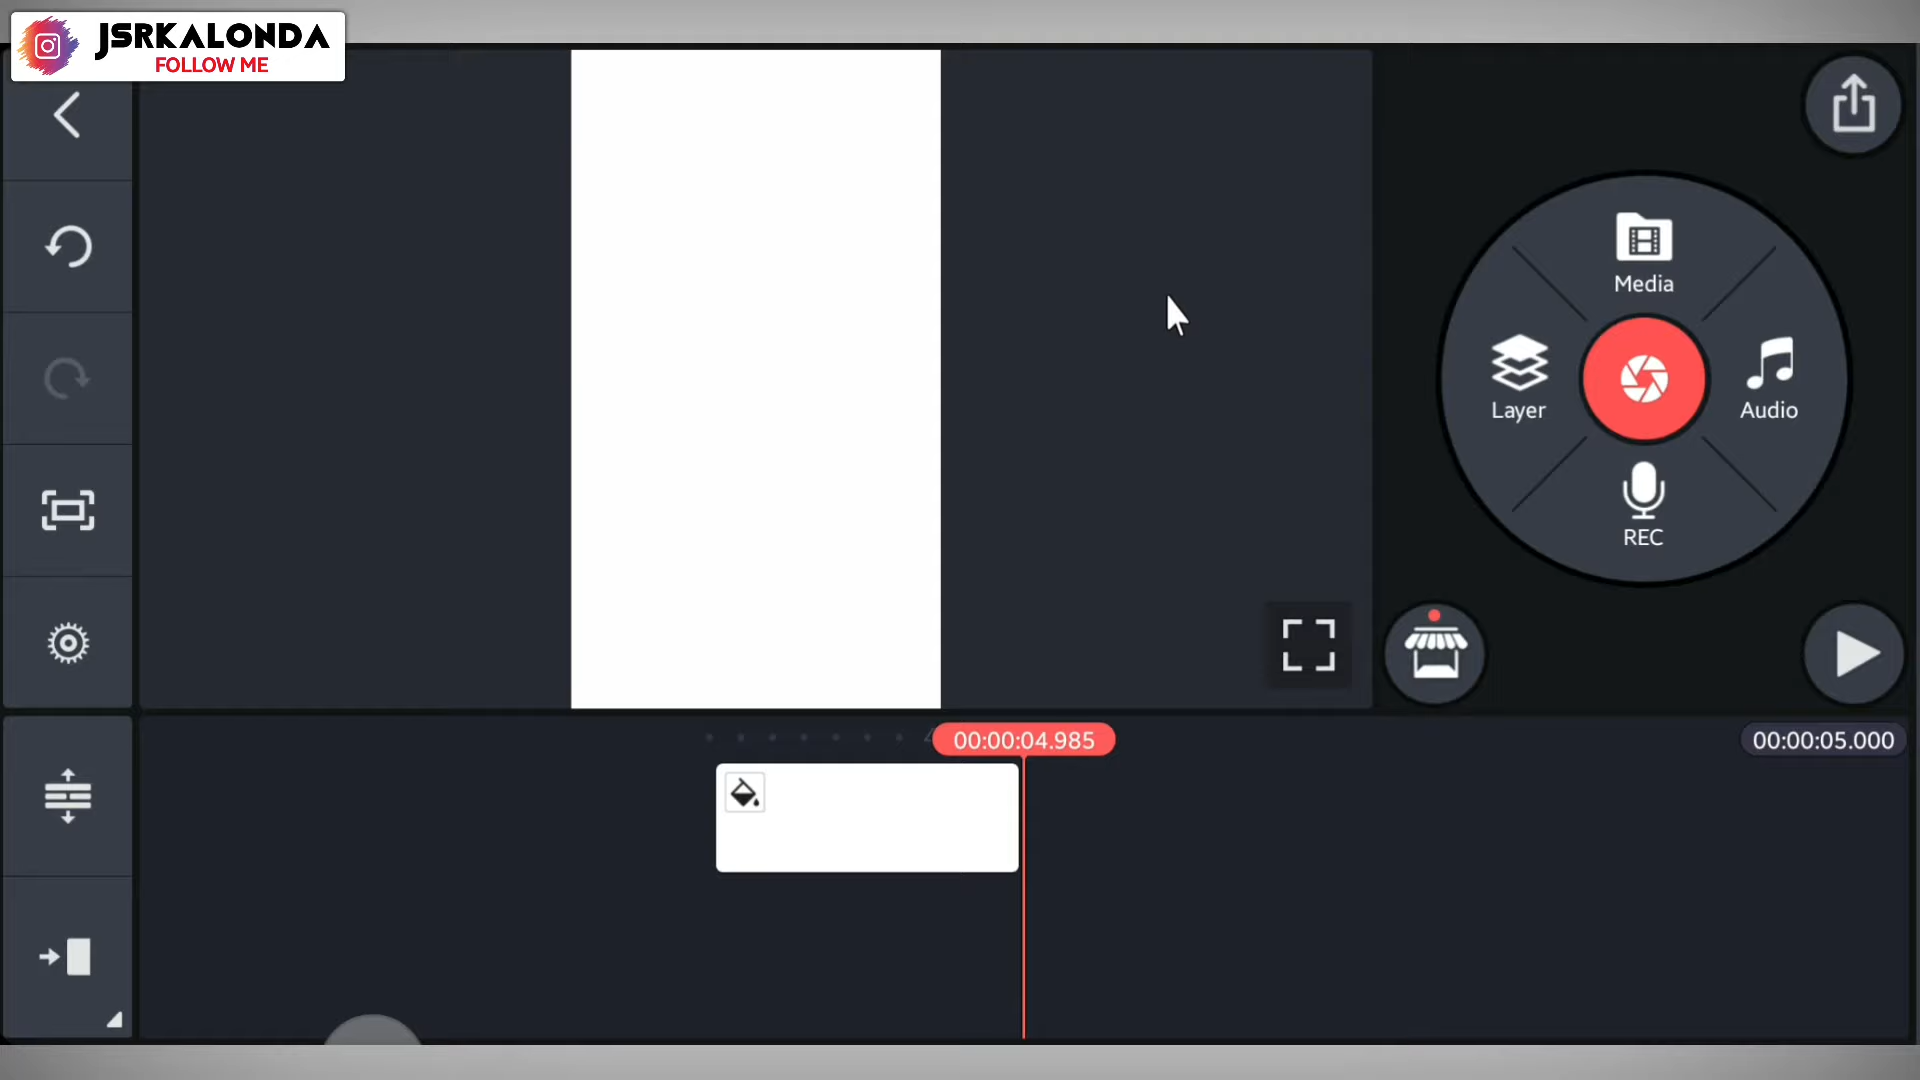 JSRKALONDA
FOLLOW ME
Media
Layer
Audio
REC
00:00:04.985
00:00:05.000